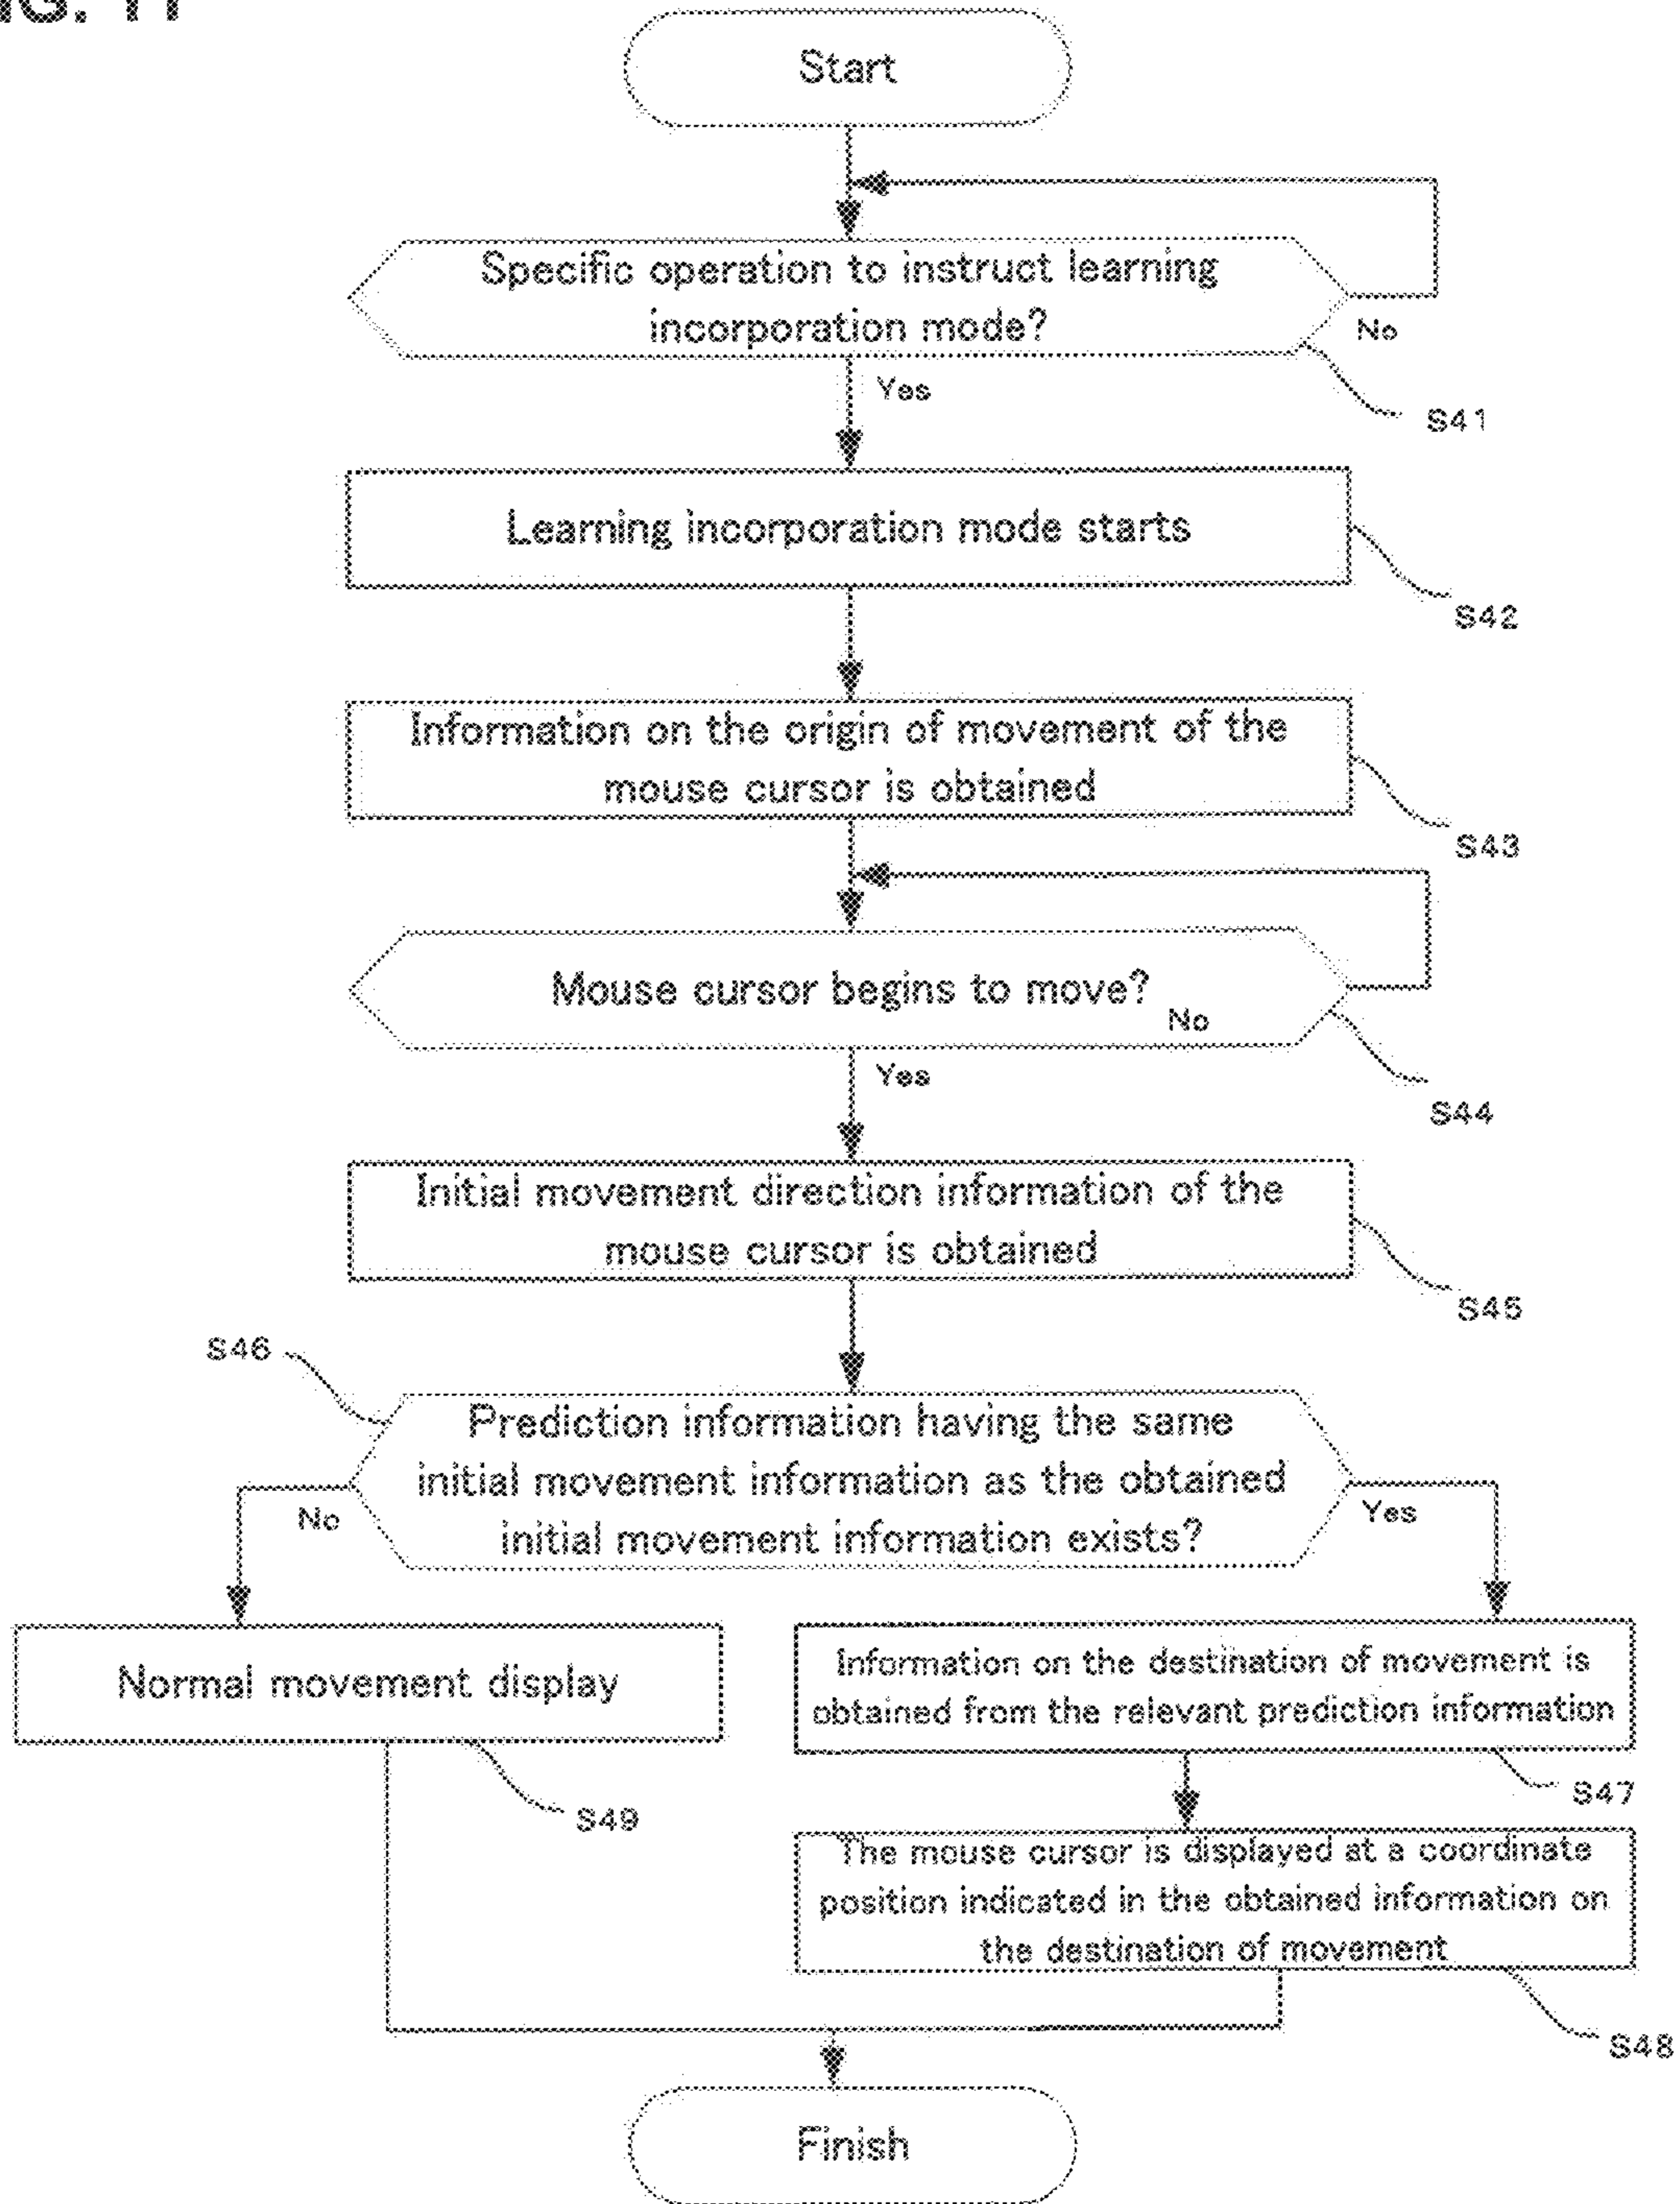 FIG. 11
Start
Specific operation to instruct learning
incorporation mode?
No
Yes
S41
Learning incorporation mode starts
S42
Information on the origin of movement of the
mouse cursor is obtained
S43
Mouse cursor begins to move?
No
Yes
S44
Initial movement direction information of the
mouse cursor is obtained
S45
S46
Prediction information having the same
initial movement information as the obtained
initial movement information exists?
No
Yes
Normal movement display
S49
Information on the destination of movement is
obtained from the relevant prediction information
S47
The mouse cursor is displayed at a coordinate
position indicated in the obtained information on
the destination of movement
S48
Finish